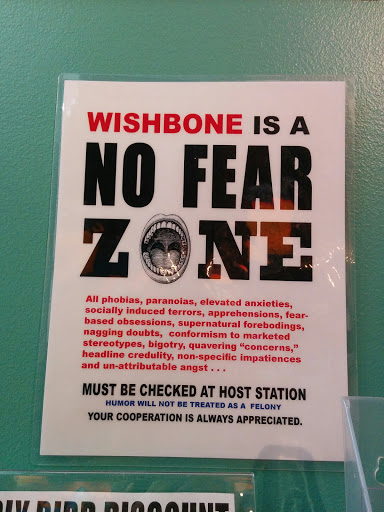 WISHBONE IS A
NO FEAR
ZONE
All phobias, paranoias, elevated anxieties,
socially induced terrors, apprehensions, fear-
based obsessions, supernatural forebodings,
nagging doubts, conformism to marketed
stereotypes, bigotry, quavering “concerns,”
headline credulity, non-specific impatiences
and un-attributable angst . . .
MUST BE CHECKED AT HOST STATION
HUMOR WILL NOT BE TREATED AS A FELONY
YOUR COOPERATION IS ALWAYS APPRECIATED.
BIRD DISCOUNT